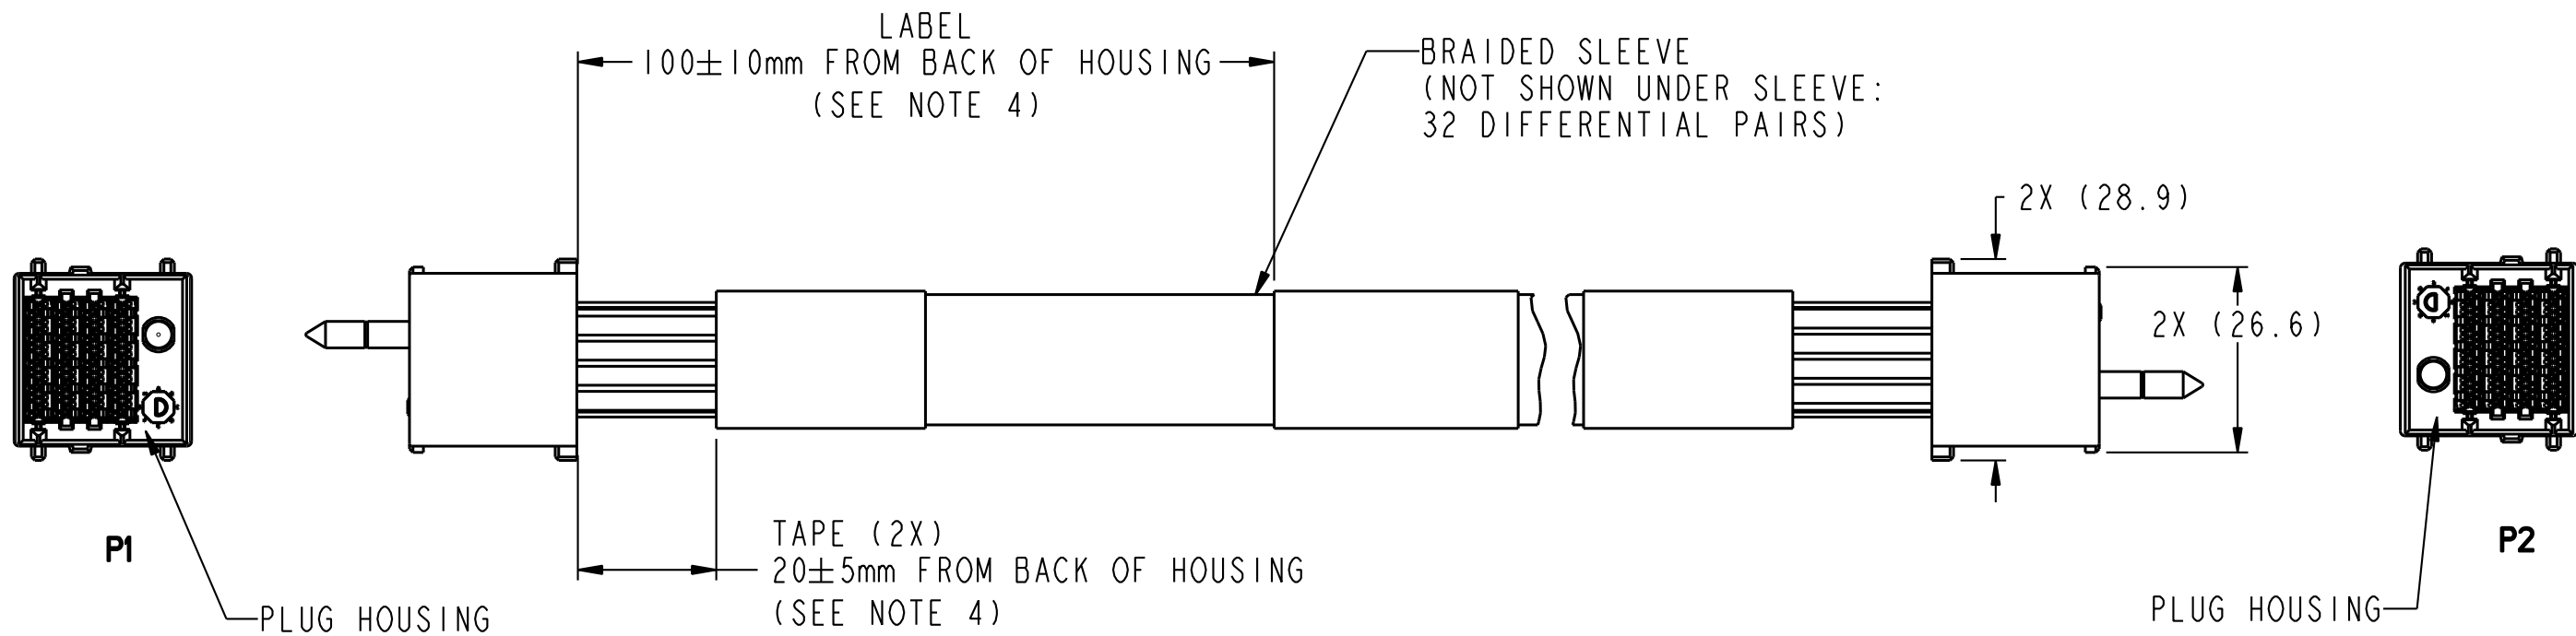 LABEL
100±10mm FROM BACK OF HOUSING
(SEE NOTE 4)
BRAIDED SLEEVE
(NOT SHOWN UNDER SLEEVE:
32 DIFFERENTIAL PAIRS)
2X (28.9)
2X (26.6)
D
D
P1
P2
TAPE (2X)
20±5mm FROM BACK OF HOUSING
(SEE NOTE 4)
PLUG HOUSING
PLUG HOUSING